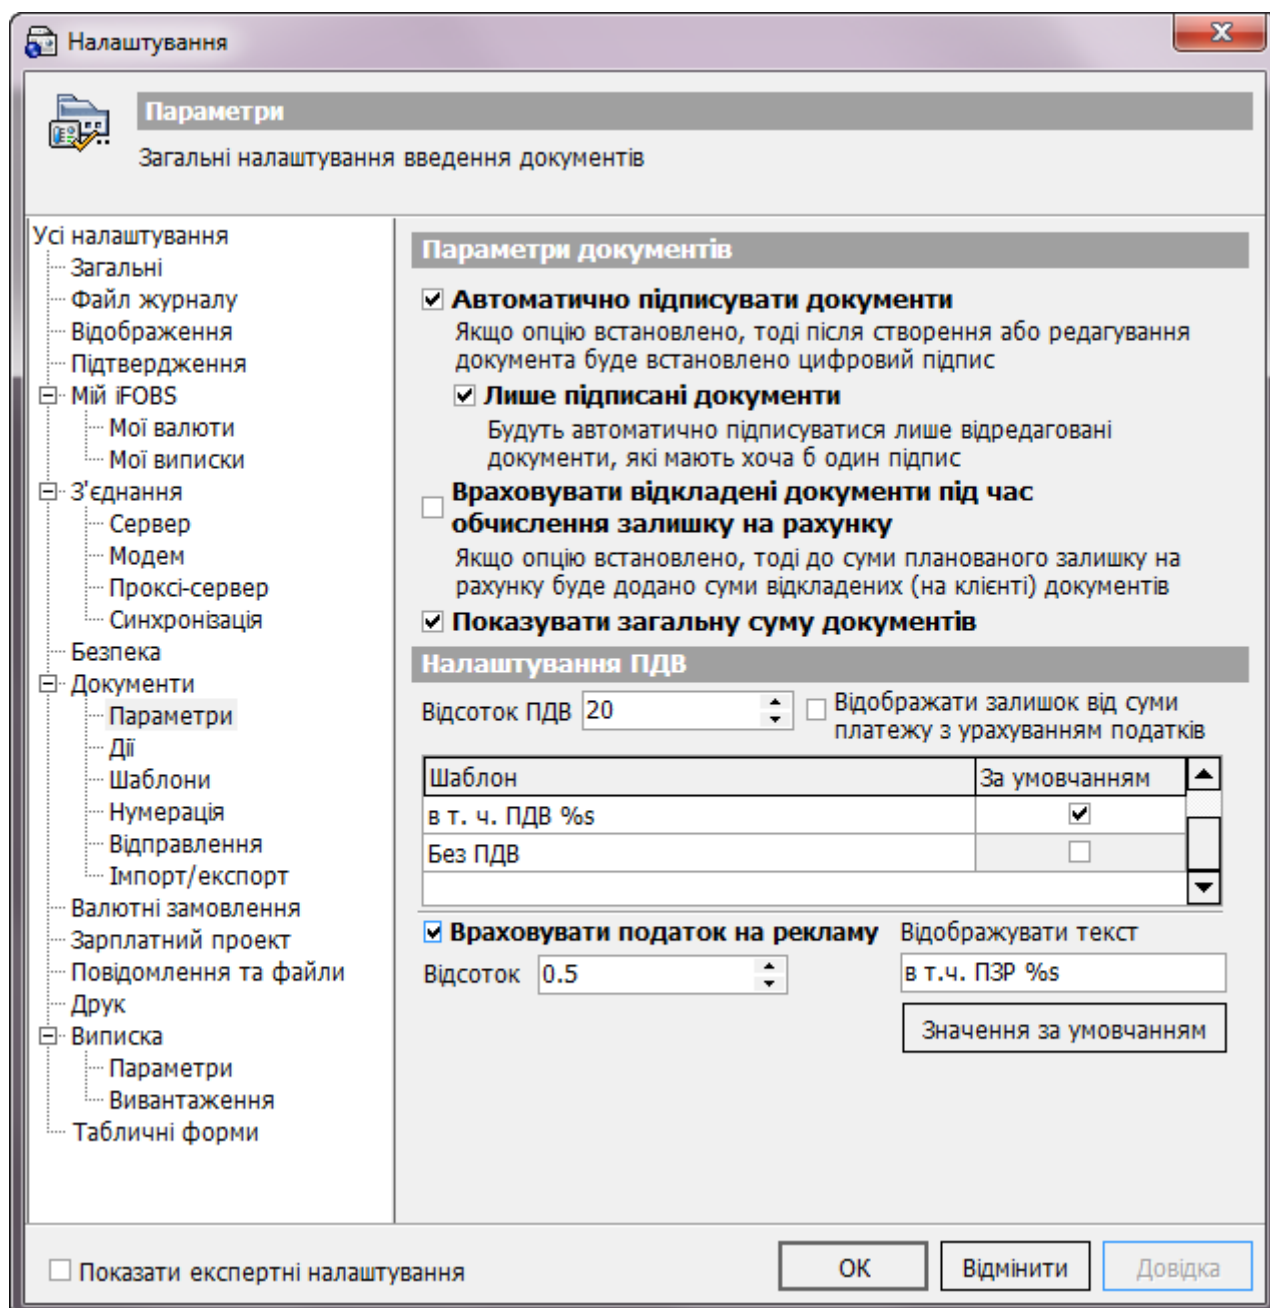 Налаштування
Параметри
Загальні налаштування введення документів
Усі налаштування
Загальні
Файл журналу
Відображення
Підтвердження
Мій iFOBS
Мої валюти
Мої виписки
З'єднання
Сервер
Модем
Проксі-сервер
Синхронізація
Безпека
Документи
Параметри
Дії
Шаблони
Нумерація
Відправлення
Імпорт/експорт
Валютні замовлення
Зарплатний проект
Повідомлення та файли
Друк
Виписка
Параметри
Вивантаження
Табличні форми
Параметри документів
Автоматично підписувати документи
Якщо опцію встановлено, тоді після створення або редагування
документа буде встановлено цифровий підпис
Лише підписані документи
Будуть автоматично підписуватися лише відредаговані
документи, які мають хоча б один підпис
Враховувати відкладені документи під час
обчислення залишку на рахунку
Якщо опцію встановлено, тоді до суми планованого залишку на
рахунку буде додано суми відкладених (на клієнті) документів
Показувати загальну суму документів
Налаштування ПДВ
Відсоток ПДВ 20
Відображати залишок від суми
платежу з урахуванням податків
Шаблон За умовчанням
в т. ч. ПДВ %s
Без ПДВ
Враховувати податок на рекламу Відображувати текст
Відсоток 0.5 в т.ч. ПЗР %s
Значення за умовчанням
Показати експертні налаштування
ОК Відмінити Довідка